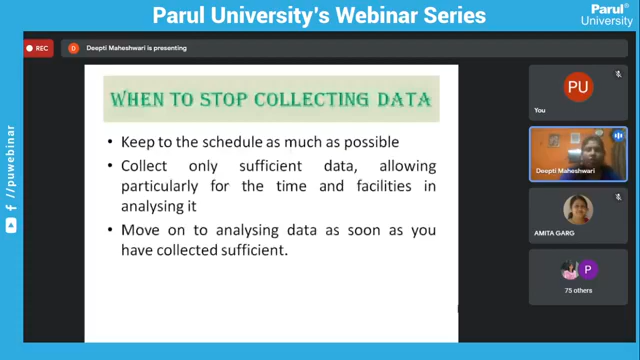 Parul University's Webinar Series
Parul®
University
REC
D
Deepti Maheshwari is presenting
WHEN TO STOP COLLECTING DATA
• Keep to the schedule as much as possible
• Collect only sufficient data, allowing
particularly for the time and facilities in
analysing it
• Move on to analysing data as soon as you
have collected sufficient.
PU
You
Deepti Maheshwari
AMITA GARG
P
75 others
/puwebinar